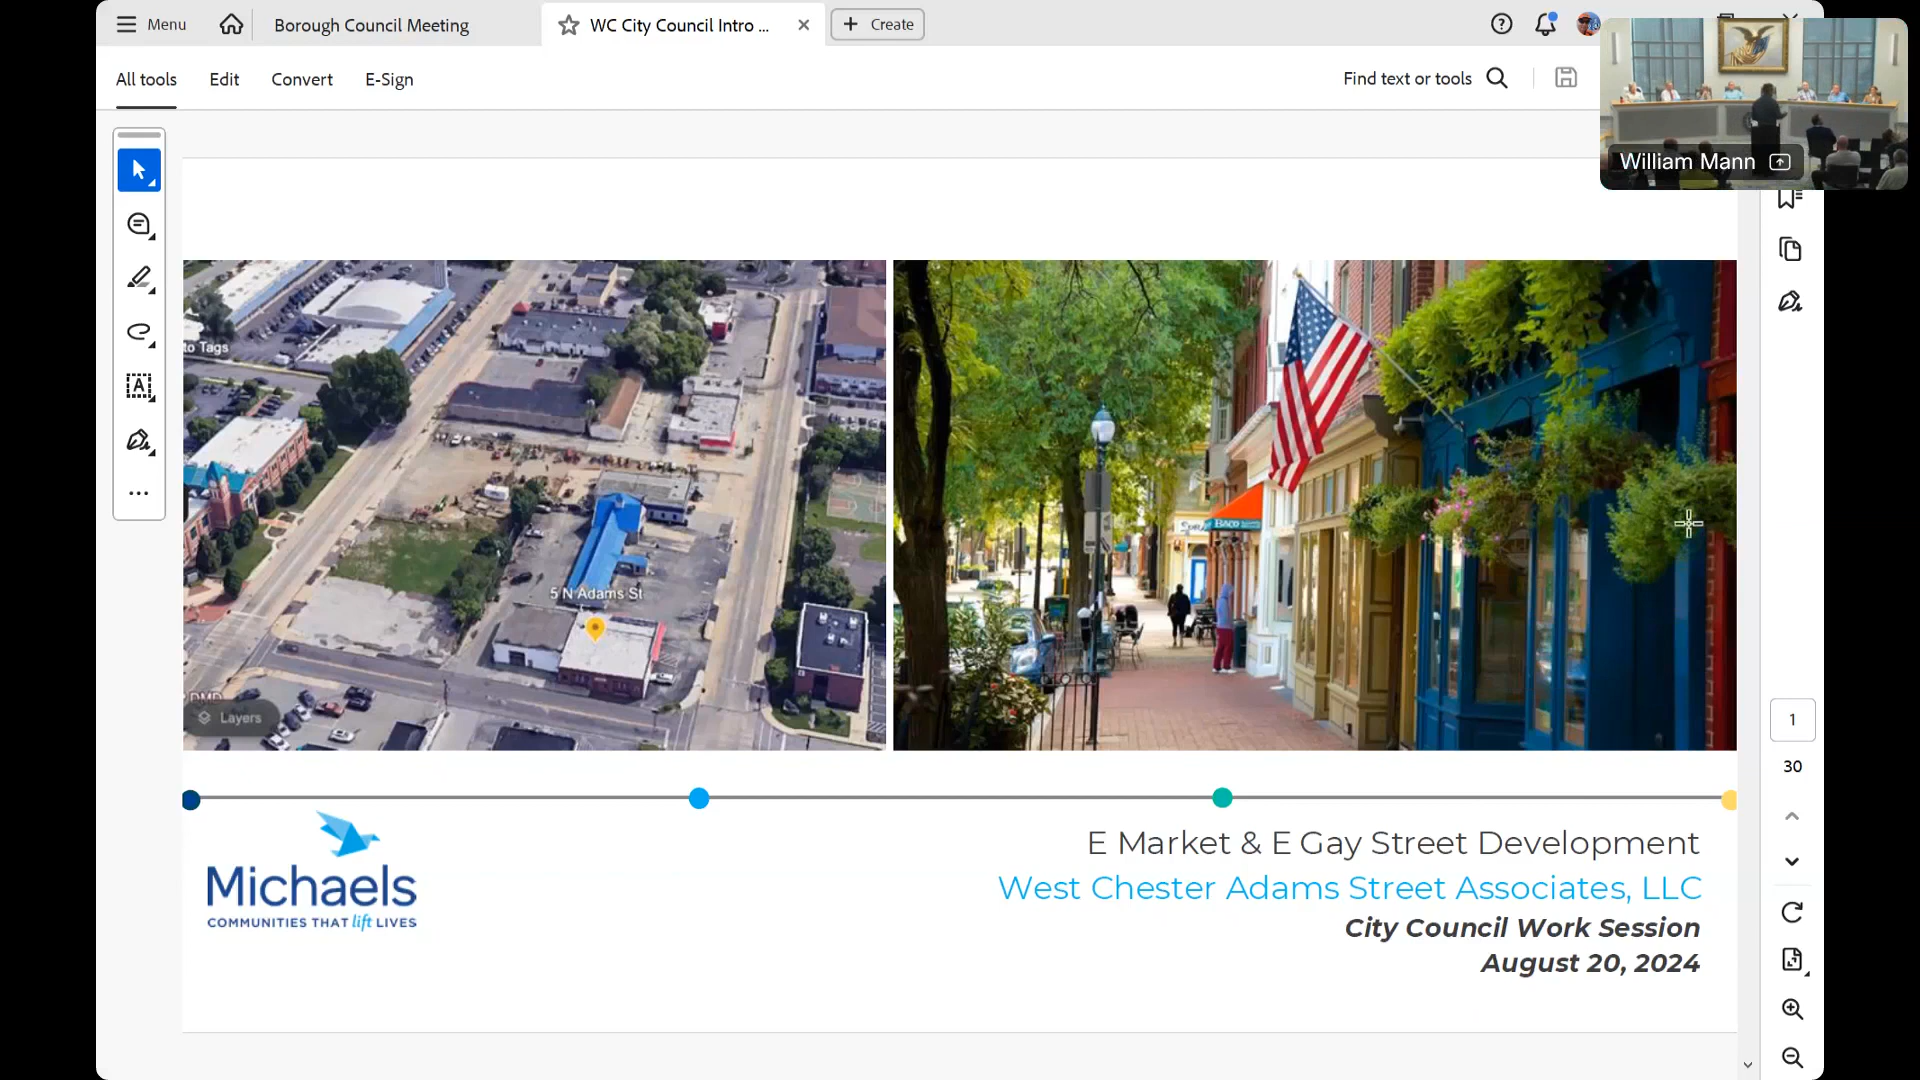 Menu
Borough Council Meeting
WC City Council Intro ...
Create
All tools
Edit
Convert
E-Sign
Find text or tools
William Mann
to Tags
5 N Adams St
DMD
Layers
BACO
1
30
Michaels
COMMUNITIES THAT lift LIVES
E Market & E Gay Street Development
West Chester Adams Street Associates, LLC
City Council Work Session
August 20, 2024